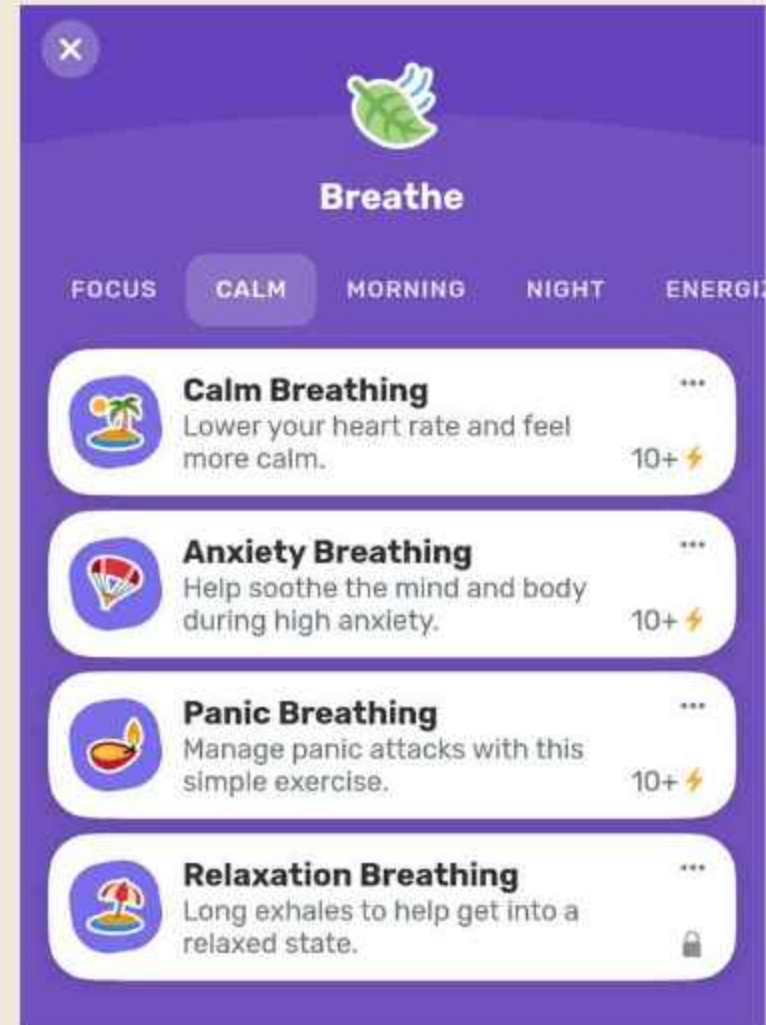 Breathe
FOCUS CALM MORNING NIGHT ENERGIZ
Calm Breathing
Lower your heart rate and feel
more calm.
10+
Anxiety Breathing
Help soothe the mind and body
during high anxiety.
10+
Panic Breathing
Manage panic attacks with this
simple exercise.
10+
Relaxation Breathing
Long exhales to help get into a
relaxed state.